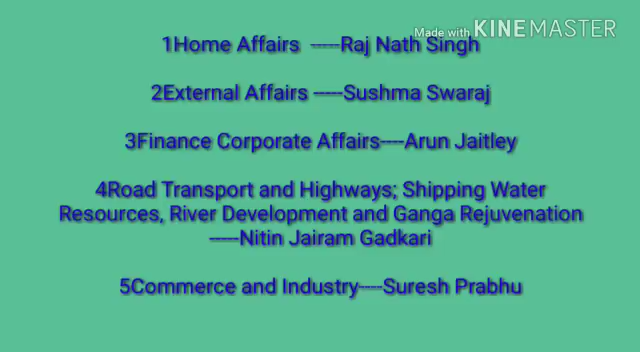 Made with KINEMASTER
1Home Affairs -----Raj Nath Singh
2External Affairs -----Sushma Swaraj
3Finance Corporate Affairs----Arun Jaitley
4Road Transport and Highways; Shipping Water
Resources, River Development and Ganga Rejuvenation
-----Nitin Jairam Gadkari
5Commerce and Industry----Suresh Prabhu